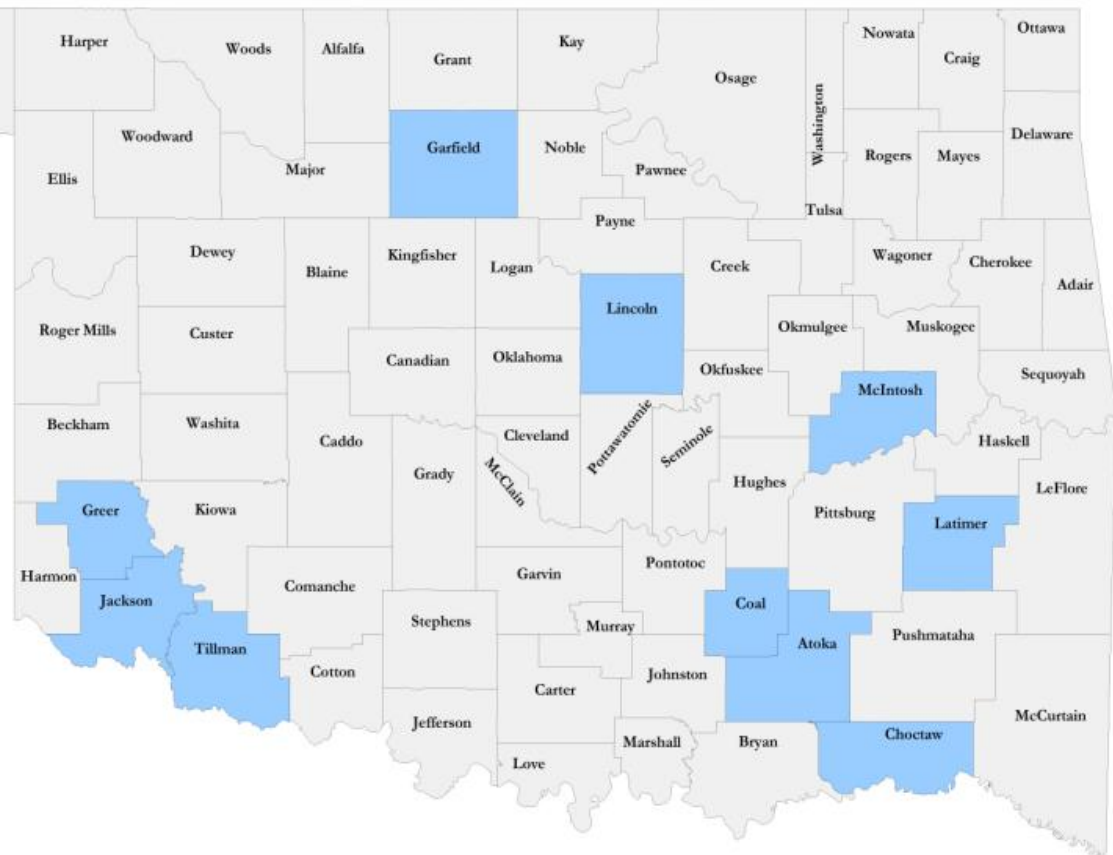 Harper
Woods
Alfalfa
Grant
Kay
Osage
Washington
Nowata
Craig
Ottawa
Ellis
Woodward
Major
Garfield
Noble
Pawnee
Rogers
Mayes
Delaware
Tulsa
Payne
Dewey
Blaine
Kingfisher
Logan
Lincoln
Creek
Wagoner
Cherokee
Adair
Roger Mills
Custer
Canadian
Oklahoma
Okfuskee
Okmulgee
Muskogee
Sequoyah
McIntosh
Beckham
Washita
Caddo
Grady
McClain
Cleveland
Pottawatomie
Seminole
Hughes
Haskell
Pittsburg
Latimer
LeFlore
Greer
Kiowa
Harmon
Jackson
Comanche
Garvin
Pontotoc
Coal
Tillman
Stephens
Murray
Atoka
Pushmataha
Cotton
Carter
Johnston
Jefferson
Love
Marshall
Bryan
Choctaw
McCurtain